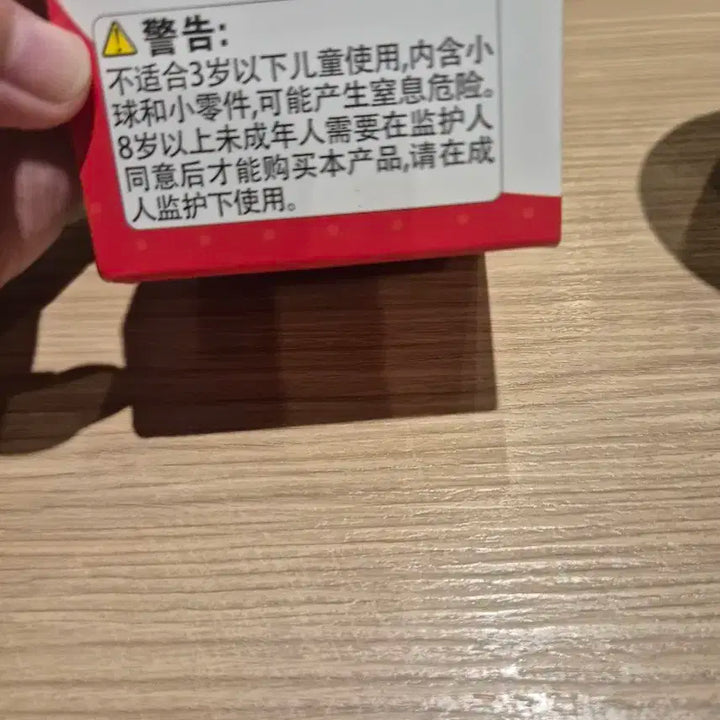 警告:
不适合3岁以下儿童使用,内含小
球和小零件,可能产生窒息危险。
8岁以上未成年人需要在监护人
同意后才能购买本产品,请在成
人监护下使用。